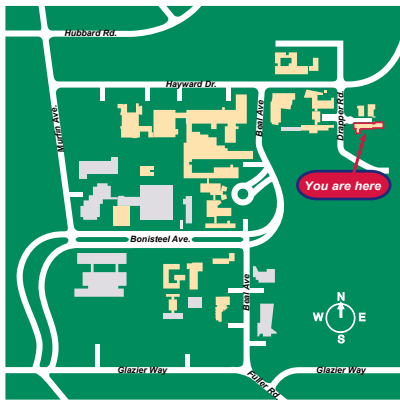 Hubbard Rd.
Hayward Dr.
Murfin Ave.
Beal Ave
Draper Rd.
You are here
Bonisteel Ave.
Beal Ave
N
W E
S
Glazier Way
Fuller Rd.
Glazier Way